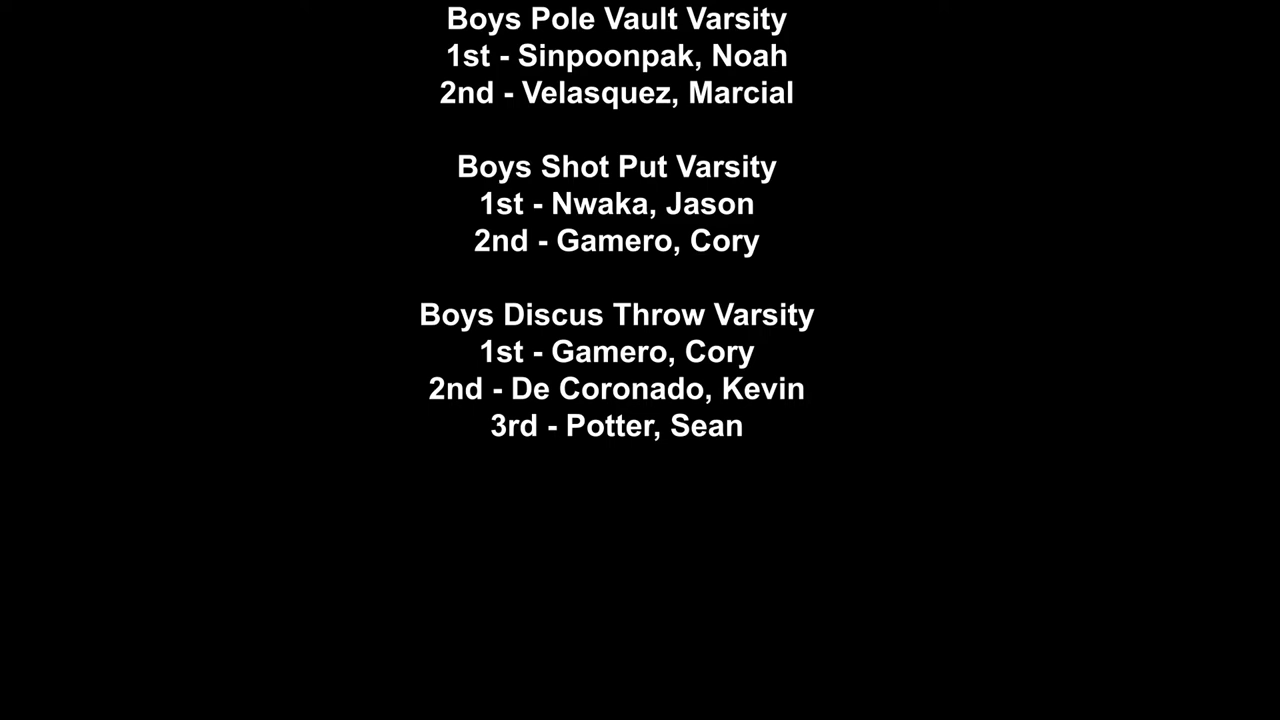 Boys Pole Vault Varsity
1st - Sinpoonpak, Noah
2nd - Velasquez, Marcial
Boys Shot Put Varsity
1st - Nwaka, Jason
2nd - Gamero, Cory
Boys Discus Throw Varsity
1st - Gamero, Cory
2nd - De Coronado, Kevin
3rd - Potter, Sean